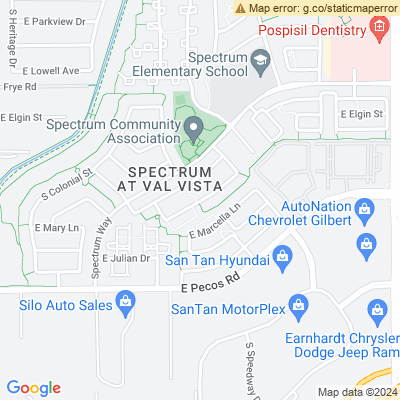 Map error: g.co/staticmaperror
E Parkview Dr
S Heritage Dr
Pospisil Dentistry
Spectrum
Elementary School
E Lowell Ave
Frye Rd
E Elgin St
E Elgin St
Spectrum Community
Association
SPECTRUM
AT VAL VISTA
S Colonial St
AutoNation
Chevrolet Gilbert
E Mary Ln
Spectrum Way
E Marcella Ln
E Julian Dr
San Tan Hyundai
E Pecos Rd
Silo Auto Sales
SanTan MotorPlex
Earnhardt Chrysler
Dodge Jeep Ram
S Speedway D
Google
Map data ©2024